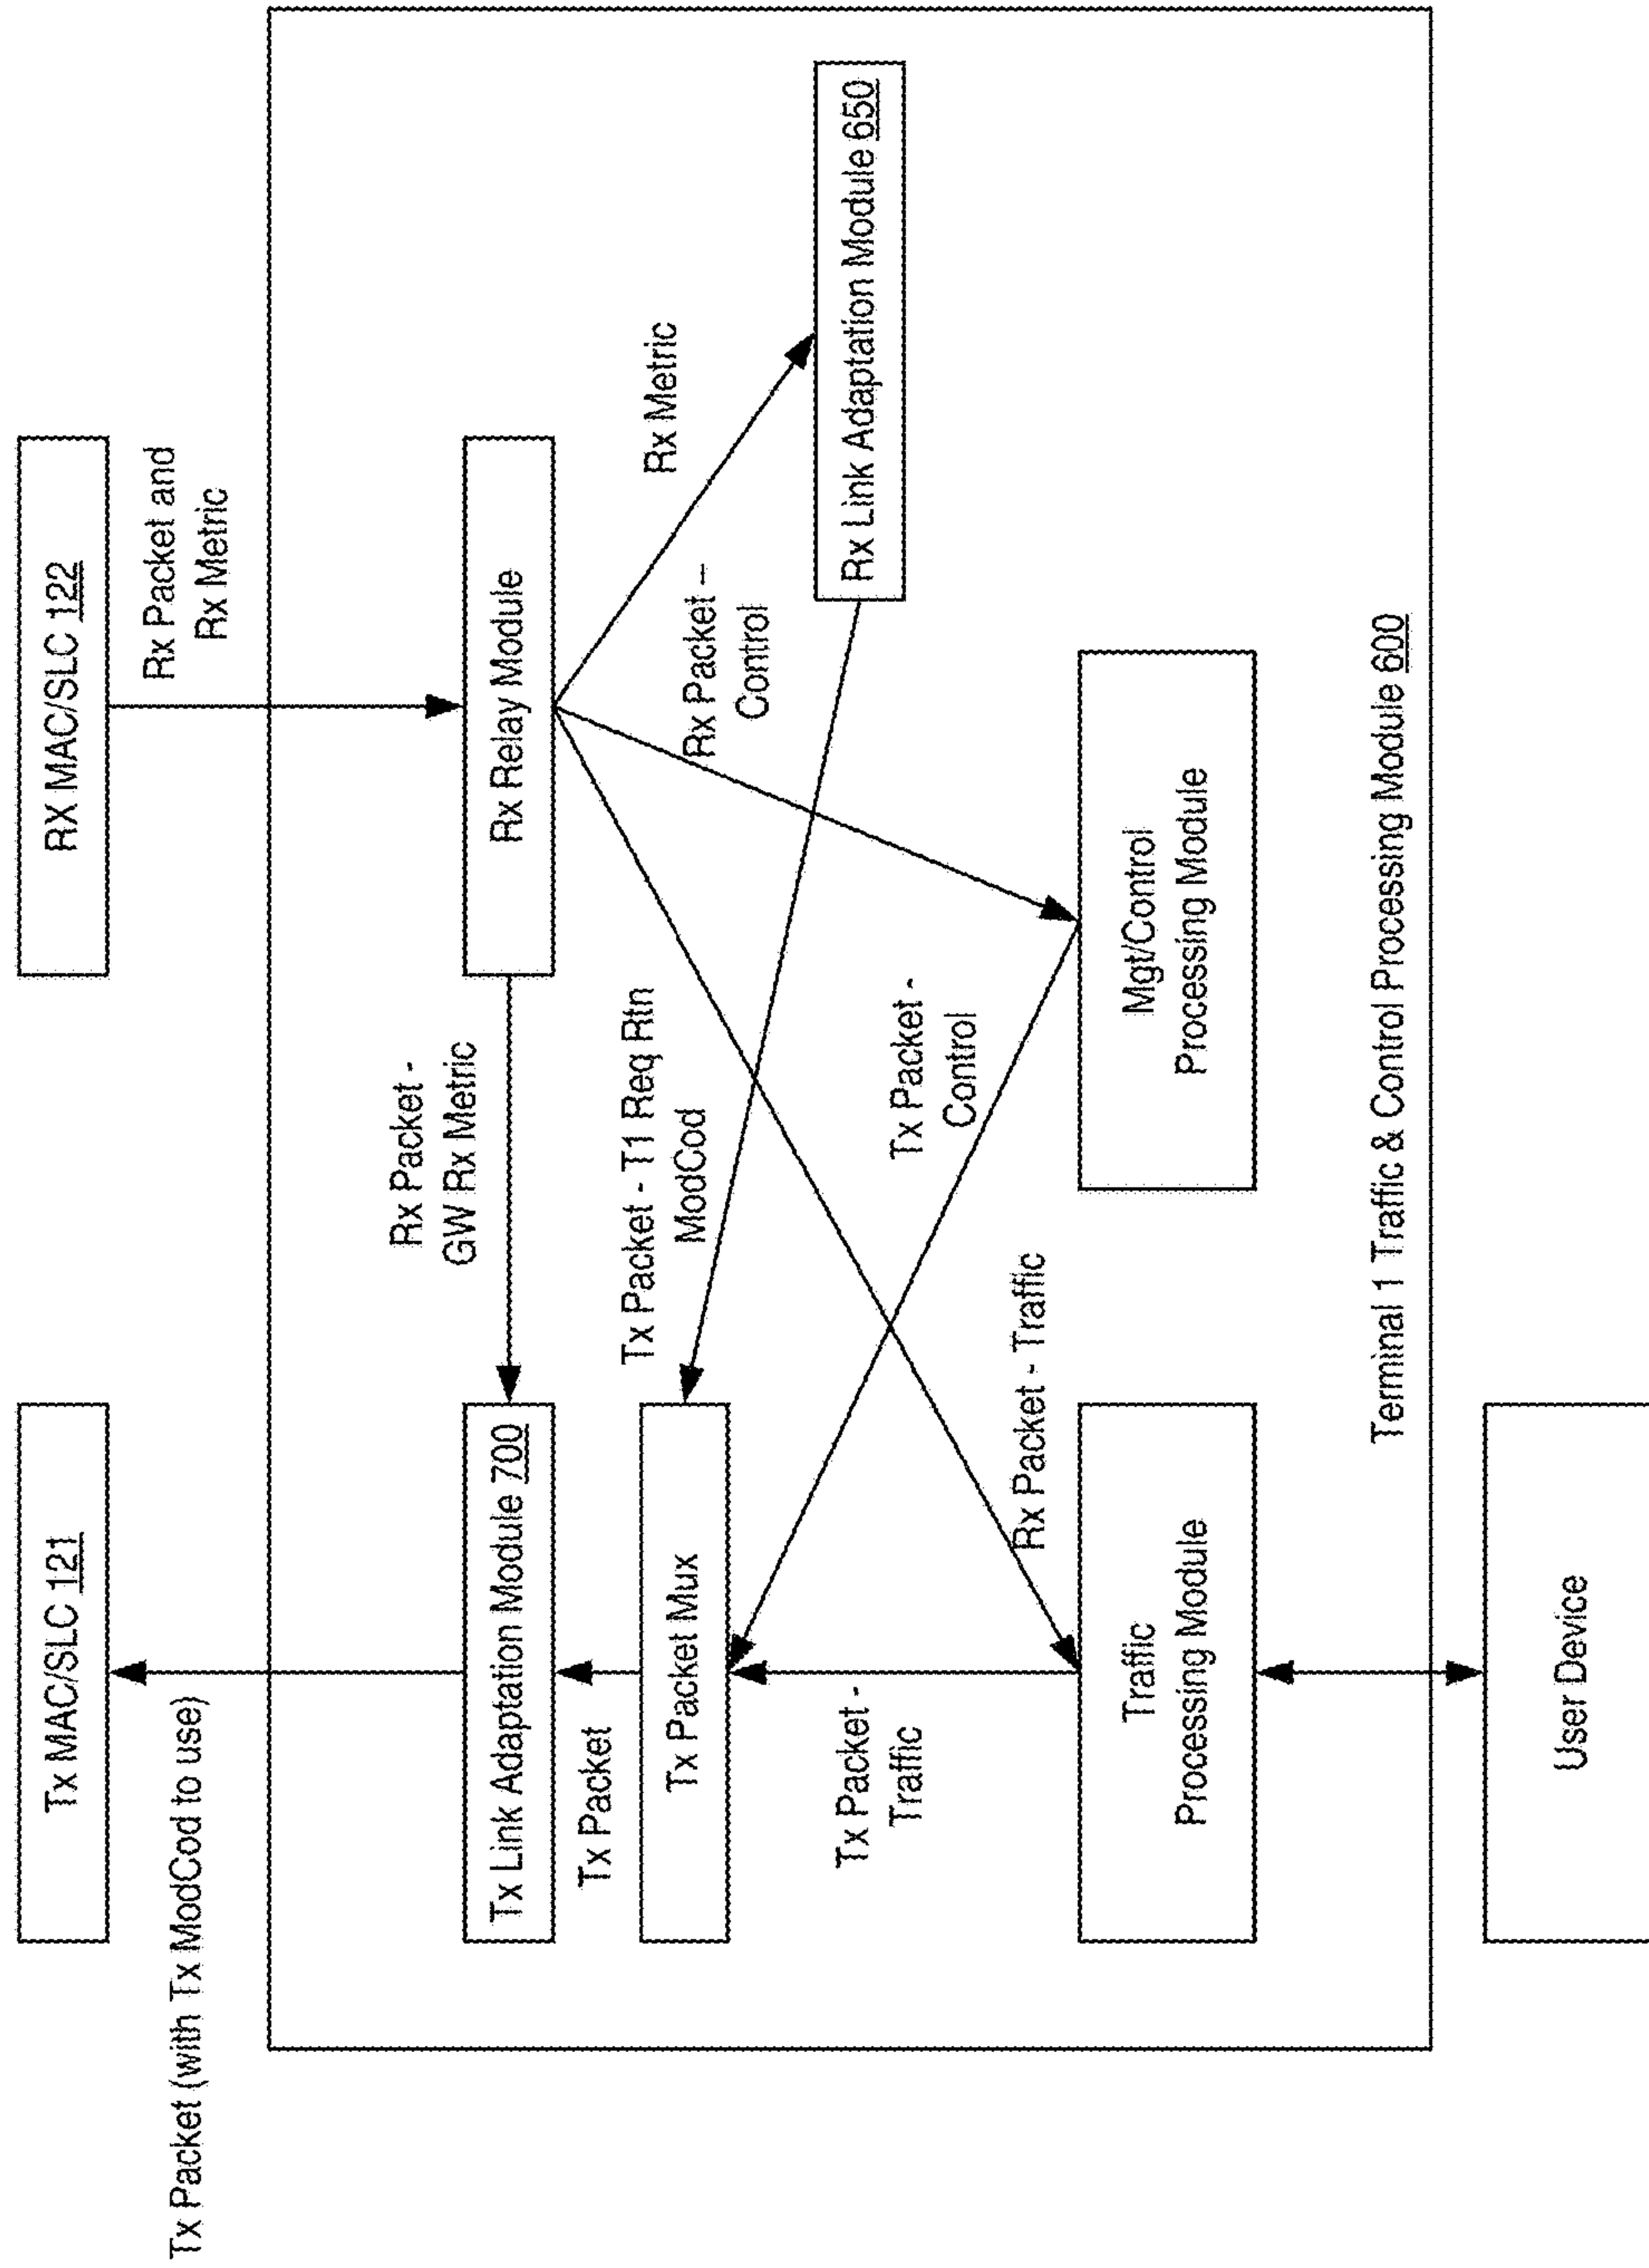 Tx Packet (with Tx ModCod to use)
Tx MAC/SLC 121
RX MAC/SLC 122
Rx Packet and
Rx Metric
Tx Link Adaptation Module 700
Rx Packet -
GW Rx Metric
Rx Relay Module
Tx Packet
Tx Packet Mux
Tx Packet - T1 Req Rtn
ModCod
Rx Packet –
Control
Rx Metric
Rx Link Adaptation Module 650
Tx Packet -
Traffic
Tx Packet -
Control
Rx Packet - Traffic
Traffic
Processing Module
Mgt/Control
Processing Module
Terminal 1 Traffic & Control Processing Module 600
User Device